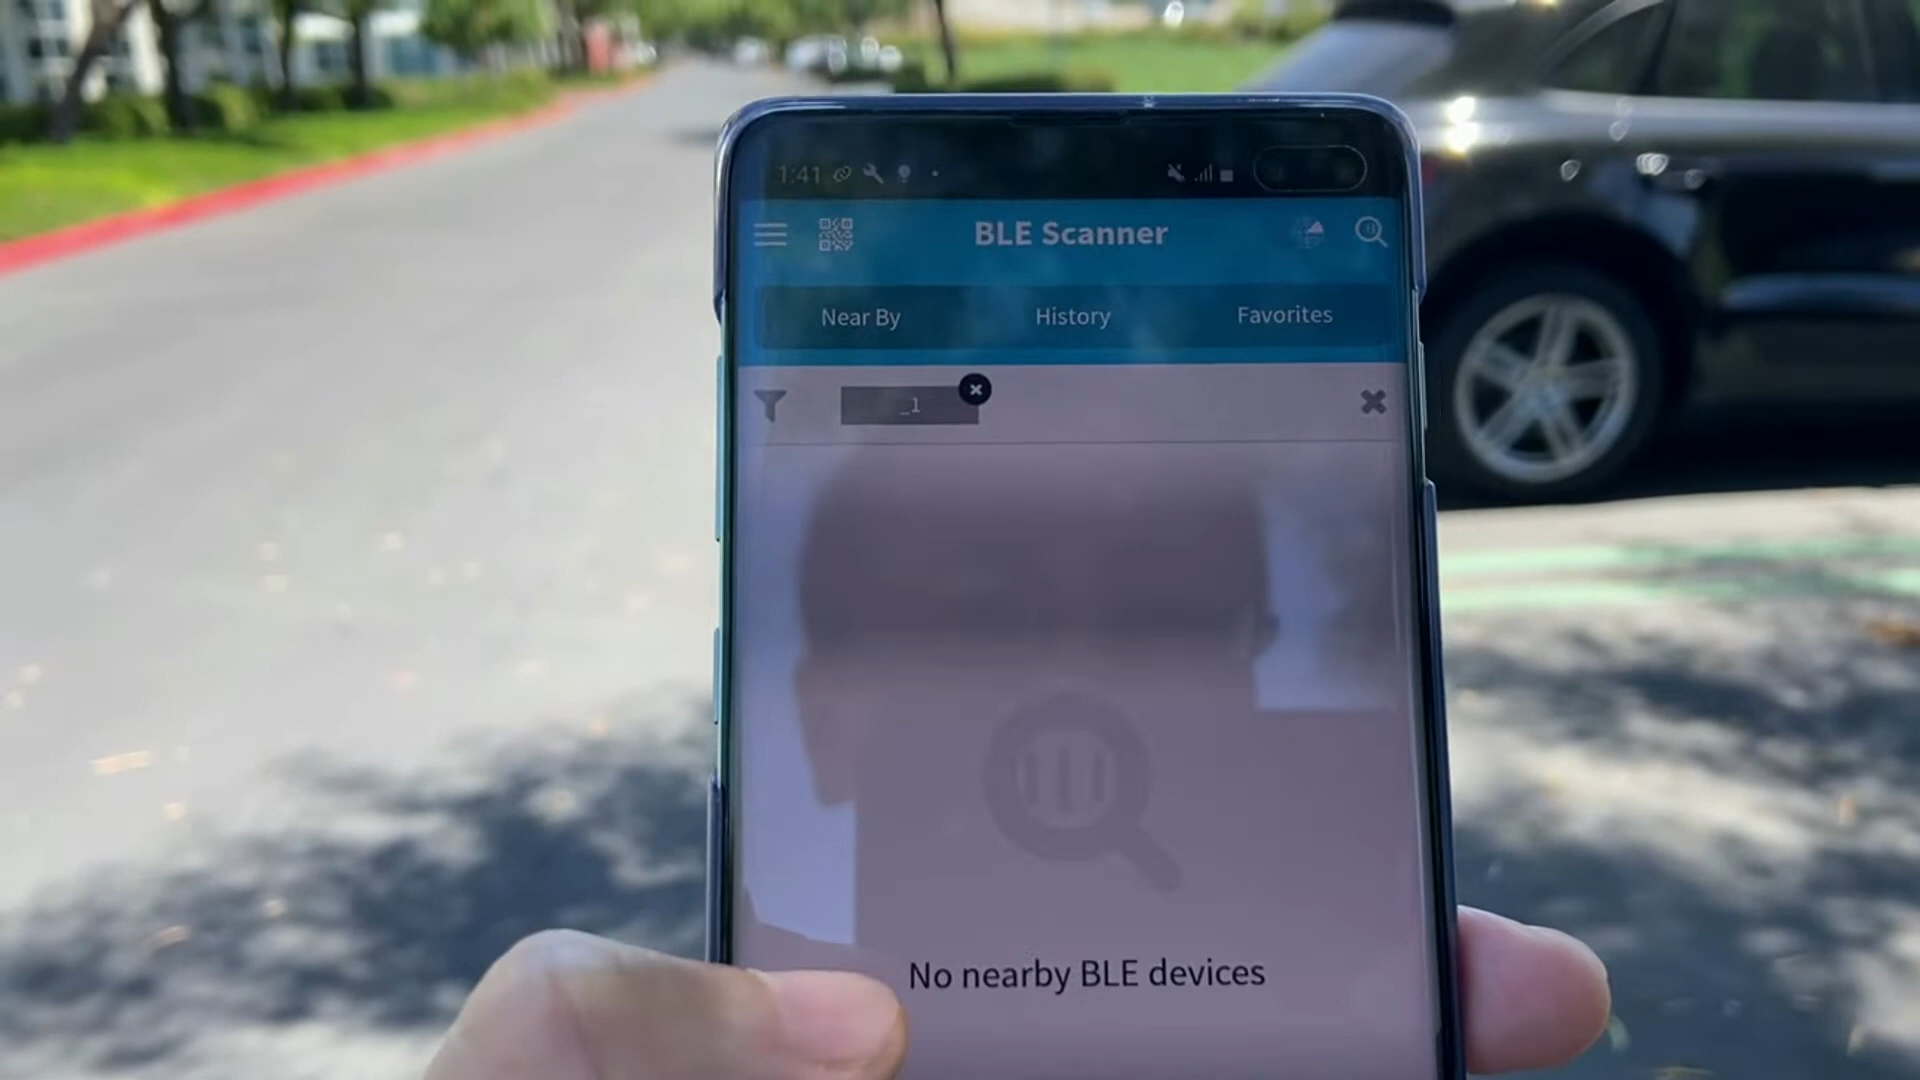 1:41
BLE Scanner
Near By History Favorites
_1
No nearby BLE devices